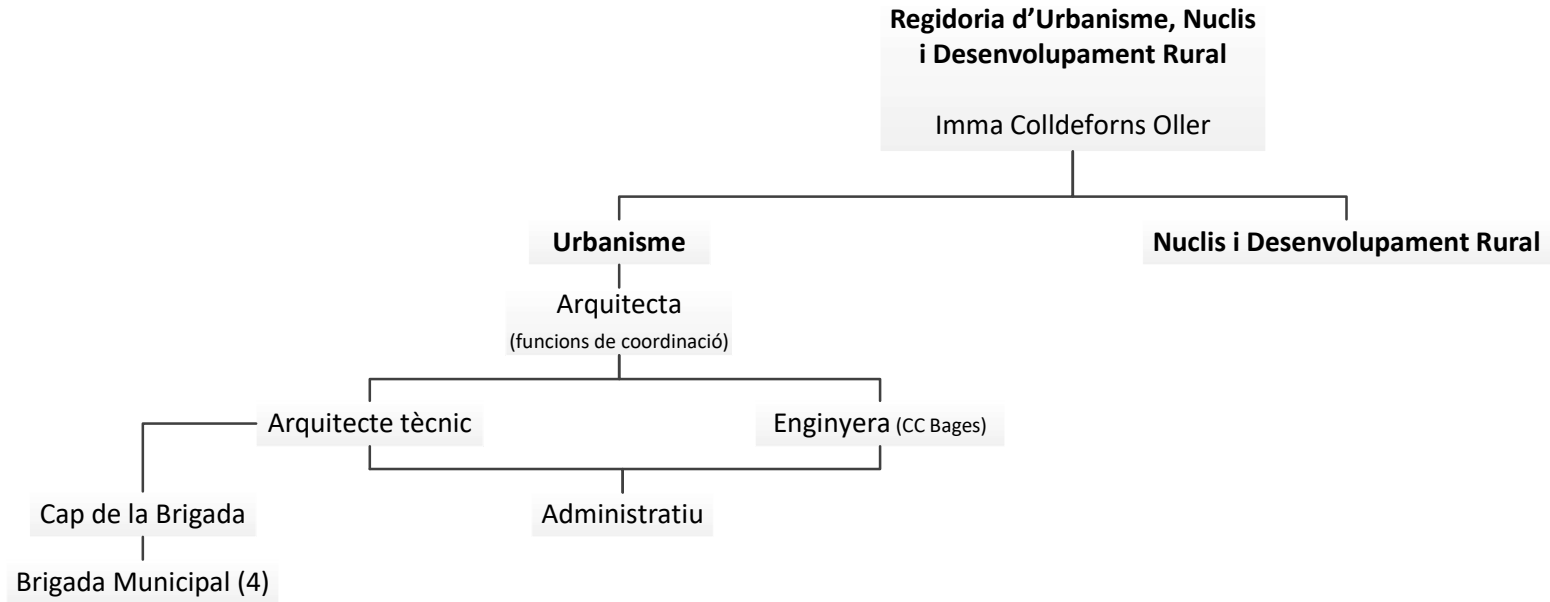 Regidoria d’Urbanisme, Nuclis
i Desenvolupament Rural
Imma Colldeforns Oller
Urbanisme
Nuclis i Desenvolupament Rural
Arquitecta
(funcions de coordinació)
Arquitecte tècnic
Enginyera (CC Bages)
Cap de la Brigada
Administratiu
Brigada Municipal (4)